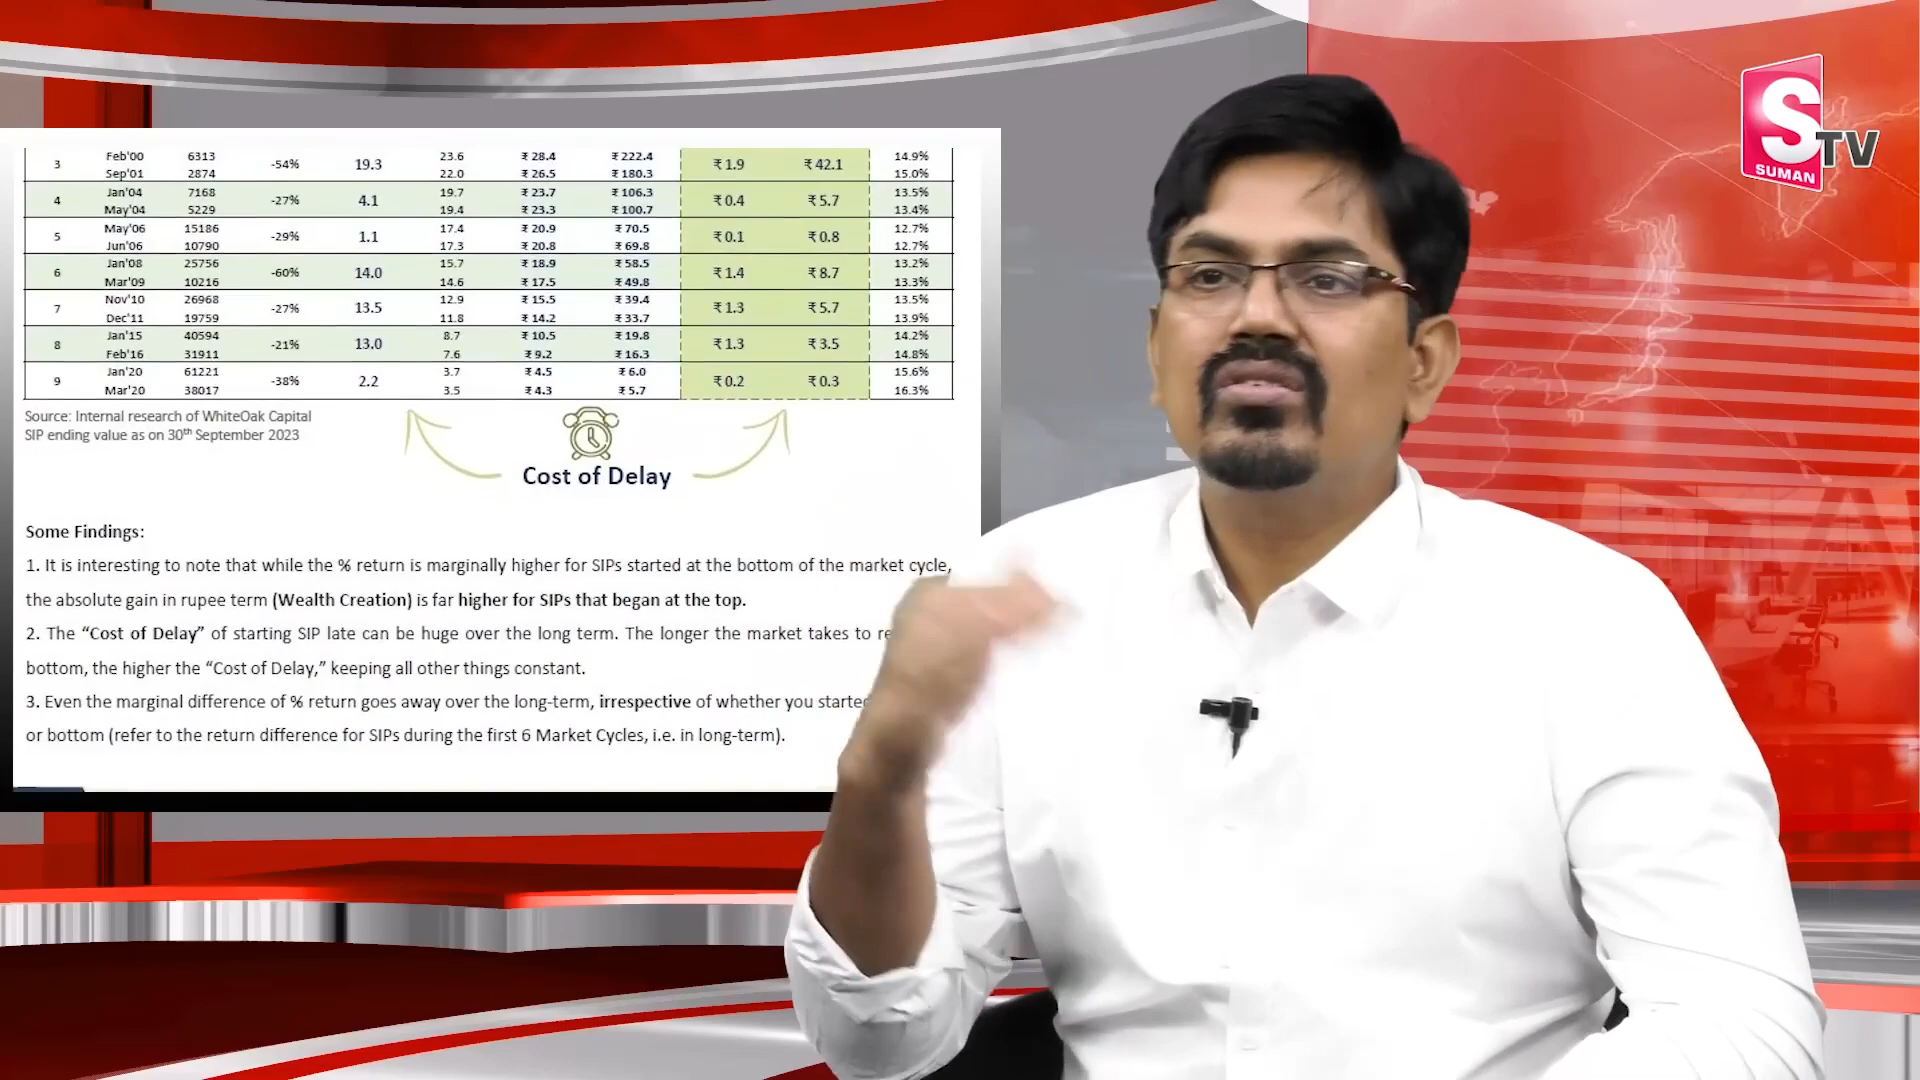 3 Feb'00 6313 -54% 19.3 23.6 ₹ 28.4 ₹ 222.4 ₹ 1.9 ₹ 42.1 14.9%
Sep'01 2874 22.0 ₹ 26.5 ₹ 180.3 15.0%
4 Jan'04 7168 -27% 4.1 19.7 ₹ 23.7 ₹ 106.3 ₹ 0.4 ₹ 5.7 13.5%
May'04 5229 19.4 ₹ 23.3 ₹ 100.7 13.4%
5 May'06 15186 -29% 1.1 17.4 ₹ 20.9 ₹ 70.5 ₹ 0.1 ₹ 0.8 12.7%
Jun'06 10790 17.3 ₹ 20.8 ₹ 69.8 12.7%
6 Jan'08 25756 -60% 14.0 15.7 ₹ 18.9 ₹ 58.5 ₹ 1.4 ₹ 8.7 13.2%
Mar'09 10216 14.6 ₹ 17.5 ₹ 49.8 13.3%
7 Nov'10 26968 -27% 13.5 12.9 ₹ 15.5 ₹ 39.4 ₹ 1.3 ₹ 5.7 13.5%
Dec'11 19759 11.8 ₹ 14.2 ₹ 33.7 13.9%
8 Jan'15 40594 -21% 13.0 8.7 ₹ 10.5 ₹ 19.8 ₹ 1.3 ₹ 3.5 14.2%
Feb'16 31911 7.6 ₹ 9.2 ₹ 16.3 14.8%
9 Jan'20 61221 -38% 2.2 3.7 ₹ 4.5 ₹ 6.0 ₹ 0.2 ₹ 0.3 15.6%
Mar'20 38017 3.5 ₹ 4.3 ₹ 5.7 16.3%
Source: Internal research of WhiteOak Capital
SIP ending value as on 30th September 2023
Cost of Delay
Some Findings:
1. It is interesting to note that while the % return is marginally higher for SIPs started at the bottom of the market cycle,
the absolute gain in rupee term (Wealth Creation) is far higher for SIPs that began at the top.
2. The “Cost of Delay” of starting SIP late can be huge over the long term. The longer the market takes to re
bottom, the higher the “Cost of Delay,” keeping all other things constant.
3. Even the marginal difference of % return goes away over the long-term, irrespective of whether you starte
or bottom (refer to the return difference for SIPs during the first 6 Market Cycles, i.e. in long-term).
S TV
SUMAN